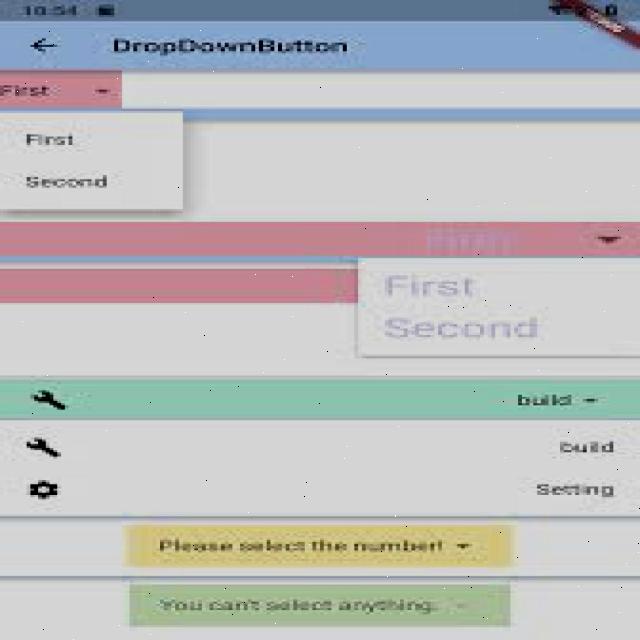 10:54
DropDownButton
First
First
Second
First
Second
build
build
Setting
Please select the number!
You can't select anything.